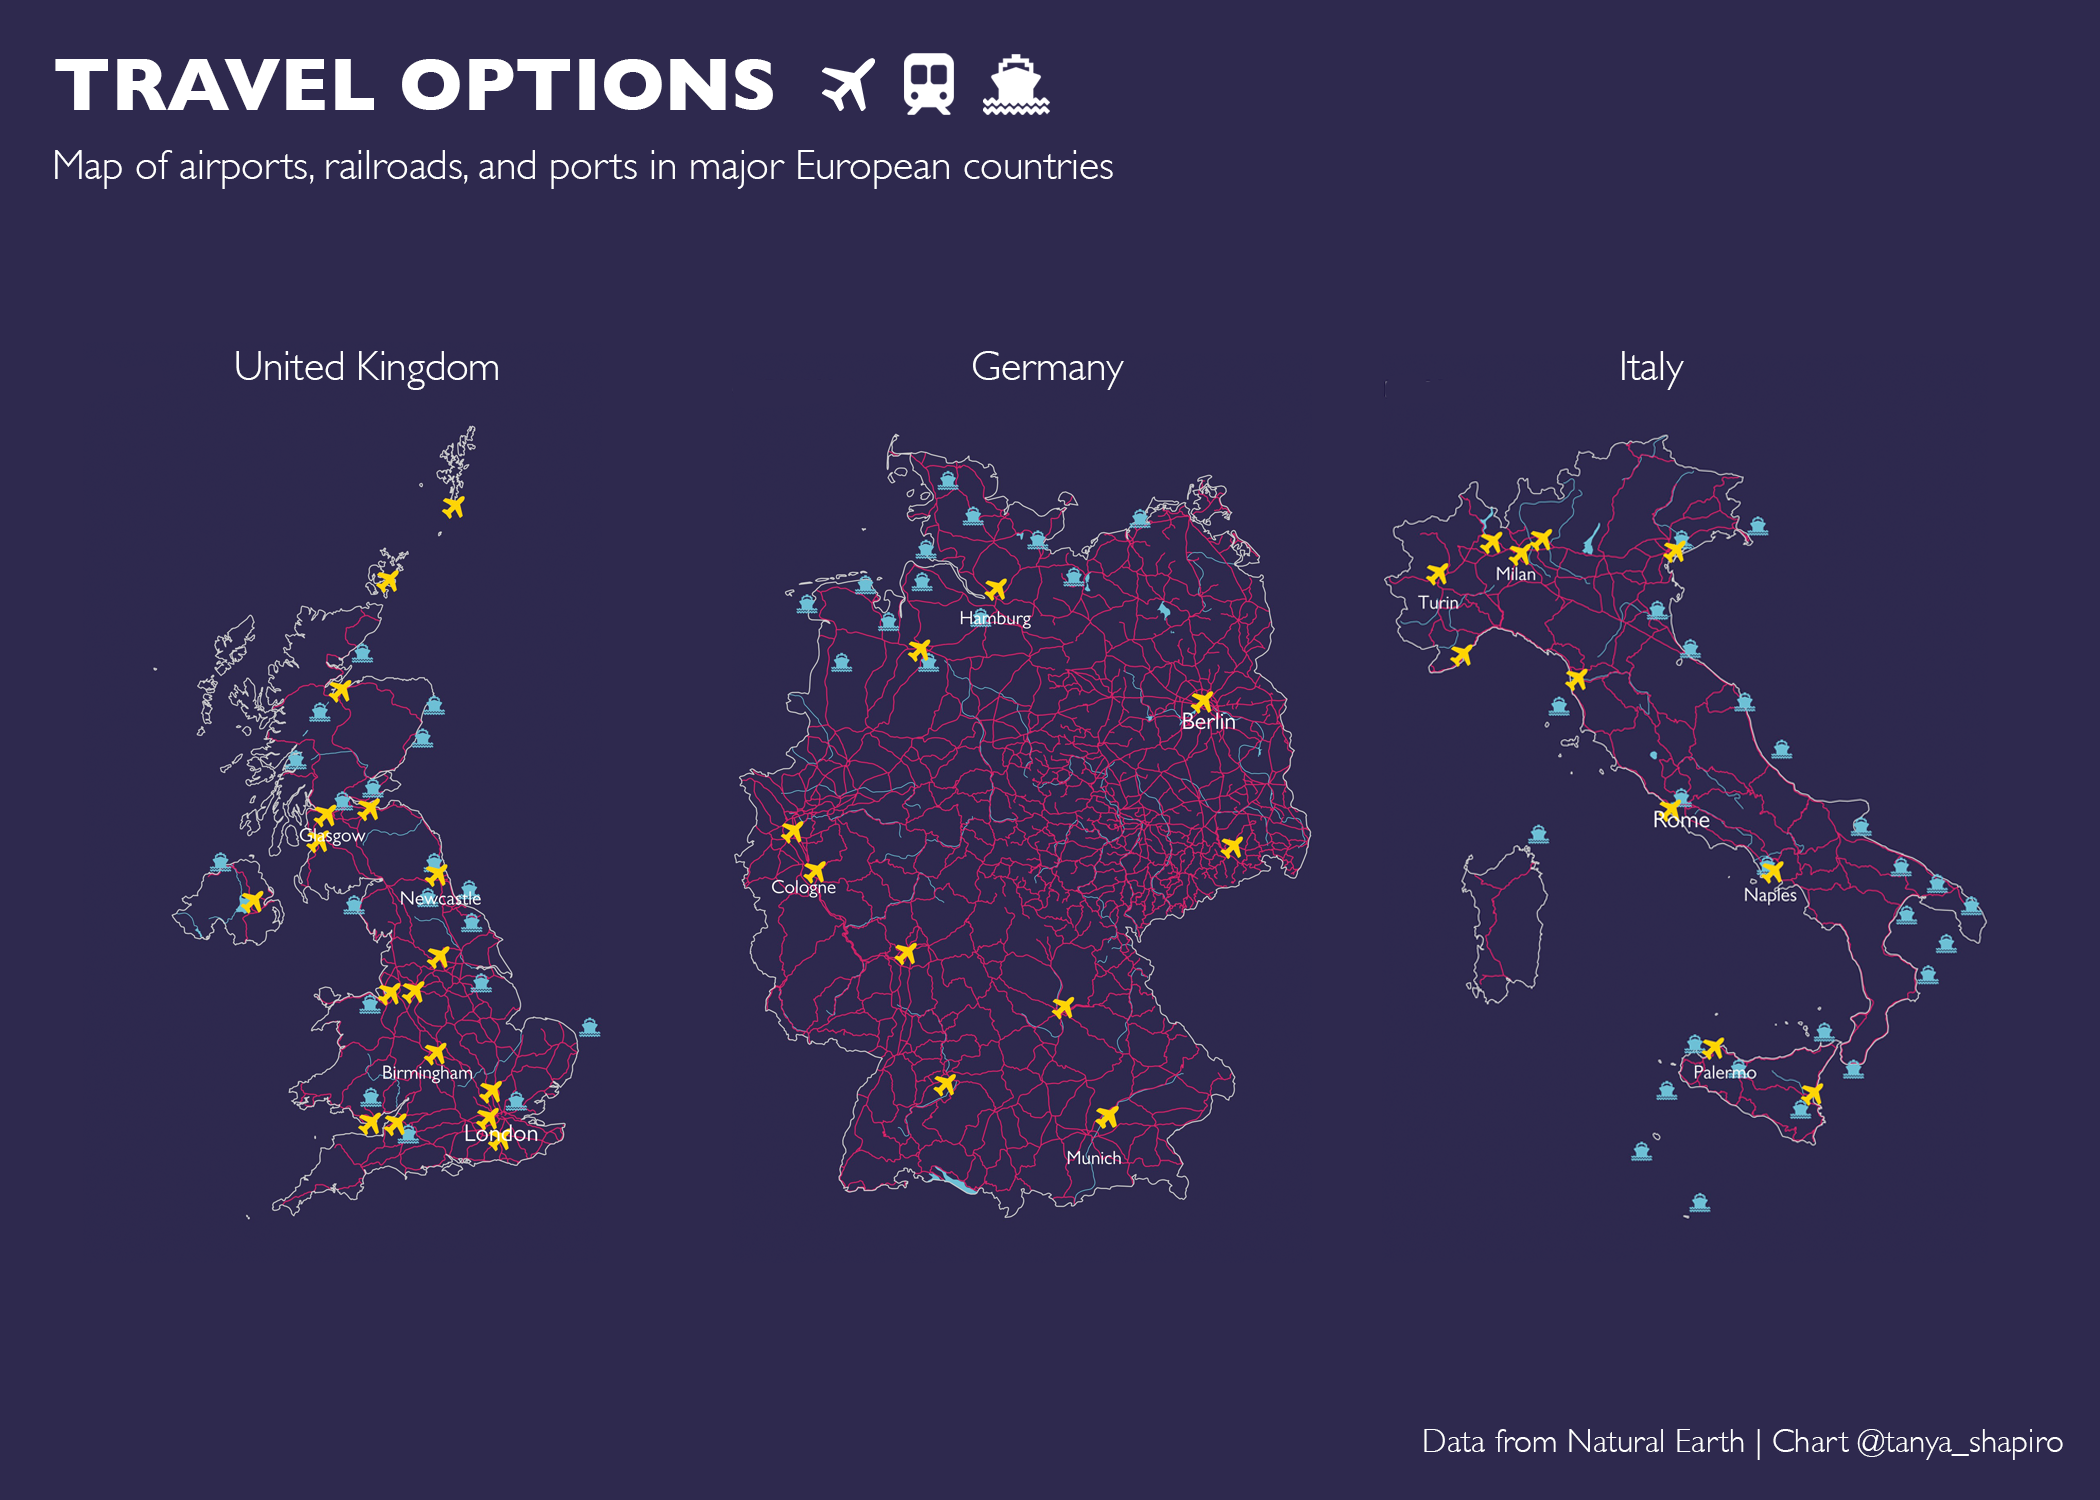 TRAVEL OPTIONS
Map of airports, railroads, and ports in major European countries
United Kingdom
Glasgow
Newcastle
Birmingham
London
Germany
Hamburg
Berlin
Cologne
Munich
Italy
Milan
Turin
Rome
Naples
Palermo
Data from Natural Earth | Chart @tanya_shapiro